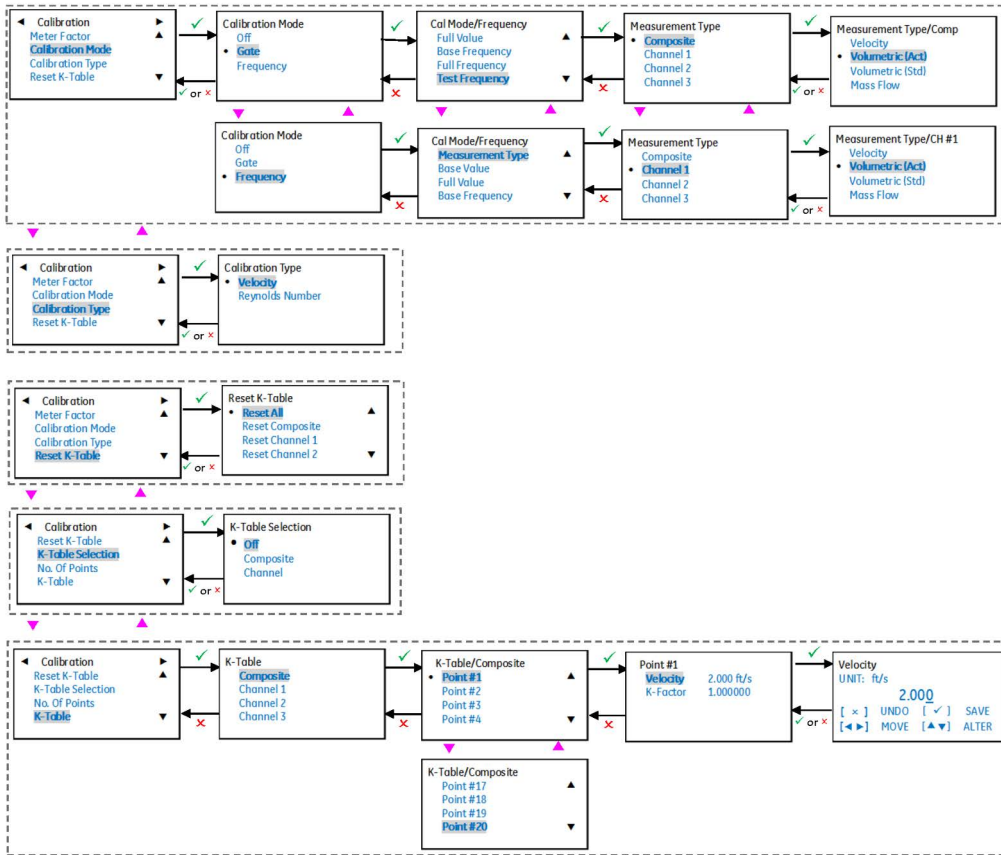 ◄ Calibration ►
Meter Factor ▲
Calibration Mode
Calibration Type
Reset K-Table ▼
✓
✓ or ×
Calibration Mode
Off
• Gate
Frequency
✓
×
Cal Mode/Frequency
Full Value ▲
Base Frequency
Full Frequency
Test Frequency ▼
✓
×
Measurement Type
• Composite
Channel 1
Channel 2
Channel 3
✓
✓ or ×
Measurement Type/Comp
Velocity
• Volumetric (Act)
Volumetric (Std)
Mass Flow
Calibration Mode
Off
Gate
• Frequency
✓
×
Cal Mode/Frequency
Measurement Type ▲
Base Value
Full Value
Base Frequency ▼
✓
×
Measurement Type
Composite
• Channel 1
Channel 2
Channel 3
✓
✓ or ×
Measurement Type/CH #1
Velocity
• Volumetric (Act)
Volumetric (Std)
Mass Flow
◄ Calibration ►
Meter Factor ▲
Calibration Mode
Calibration Type
Reset K-Table ▼
✓
✓ or ×
Calibration Type
• Velocity
Reynolds Number
◄ Calibration ►
Meter Factor ▲
Calibration Mode
Calibration Type
Reset K-Table ▼
✓
✓ or ×
Reset K-Table
• Reset All ▲
Reset Composite
Reset Channel 1
Reset Channel 2 ▼
◄ Calibration ►
Reset K-Table ▲
K-Table Selection
No. Of Points
K-Table ▼
✓
✓ or ×
K-Table Selection
• Off
Composite
Channel
◄ Calibration ►
Reset K-Table ▲
K-Table Selection
No. Of Points
K-Table ▼
✓
×
K-Table
Composite
Channel 1
Channel 2
Channel 3
✓
×
K-Table/Composite
• Point #1 ▲
Point #2
Point #3
Point #4 ▼
✓
×
Point #1
Velocity 2.000 ft/s
K-Factor 1.000000
✓
✓ or ×
Velocity
UNIT: ft/s
2.000
[ × ] UNDO [ ✓ ] SAVE
[◄ ►] MOVE [▲▼] ALTER
K-Table/Composite
Point #17 ▲
Point #18
Point #19
Point #20 ▼